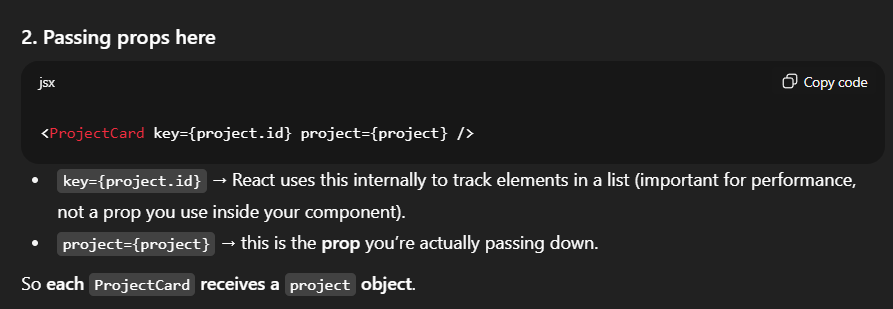 2. Passing props here
jsx
Copy code
<ProjectCard key={project.id} project={project} />
• key={project.id} → React uses this internally to track elements in a list (important for performance,
not a prop you use inside your component).
• project={project} → this is the prop you’re actually passing down.
So each ProjectCard receives a project object.